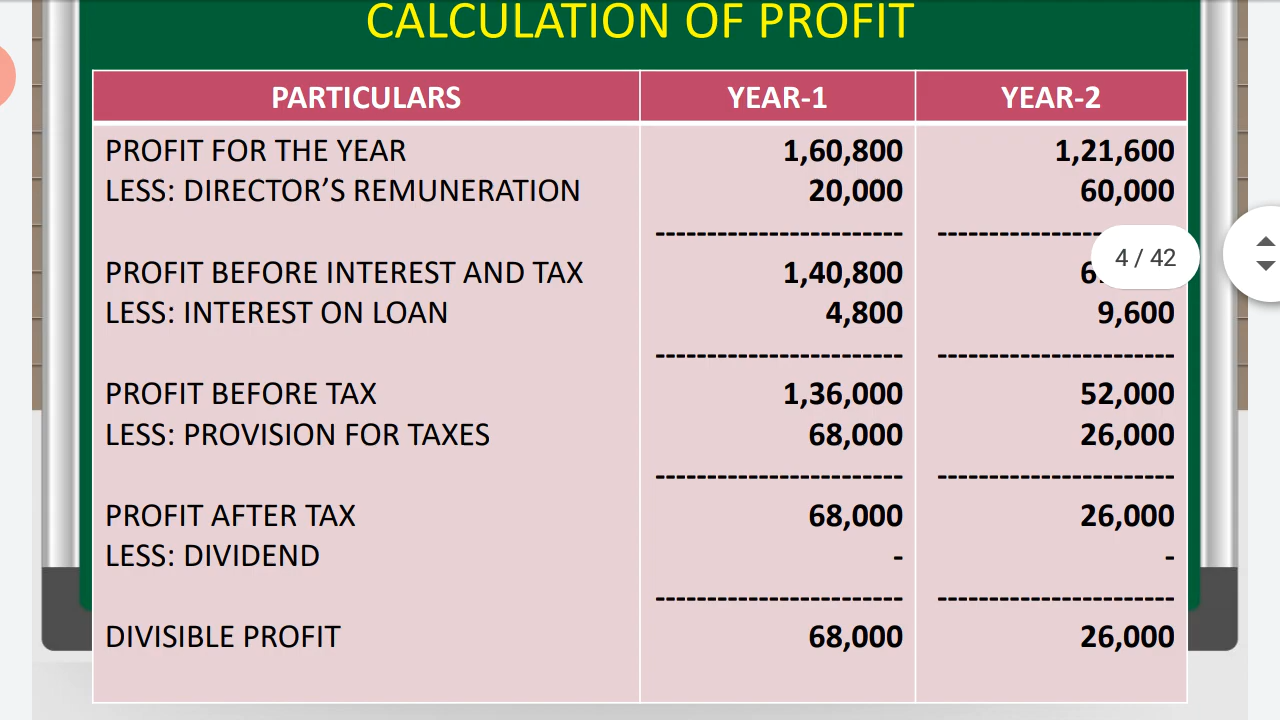 CALCULATION OF PROFIT
PARTICULARS YEAR-1 YEAR-2
PROFIT FOR THE YEAR 1,60,800 1,21,600
LESS: DIRECTOR’S REMUNERATION 20,000 60,000
------------------------ -----------------
4 / 42
PROFIT BEFORE INTEREST AND TAX 1,40,800
LESS: INTEREST ON LOAN 4,800 9,600
------------------------ -----------------------
PROFIT BEFORE TAX 1,36,000 52,000
LESS: PROVISION FOR TAXES 68,000 26,000
------------------------ -----------------------
PROFIT AFTER TAX 68,000 26,000
LESS: DIVIDEND - -
------------------------ -----------------------
DIVISIBLE PROFIT 68,000 26,000